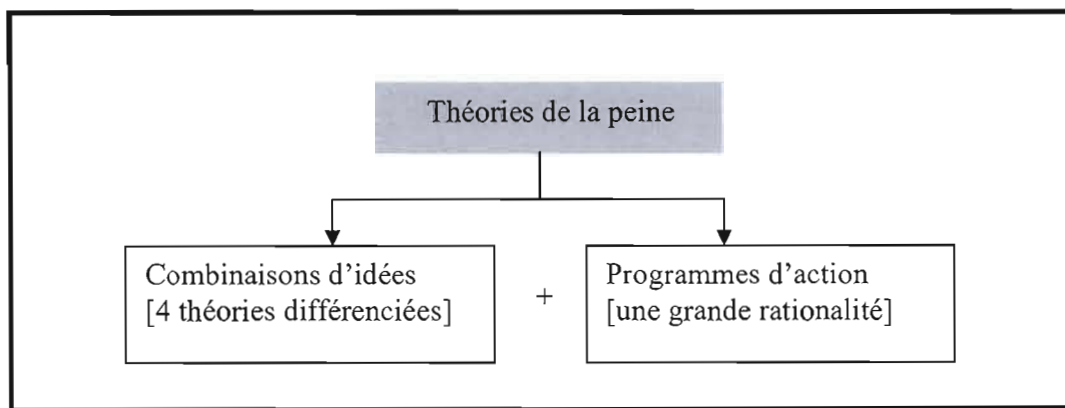 Théories de la peine
Combinaisons d'idées
[4 théories différenciées]
+
Programmes d'action
[une grande rationalité]